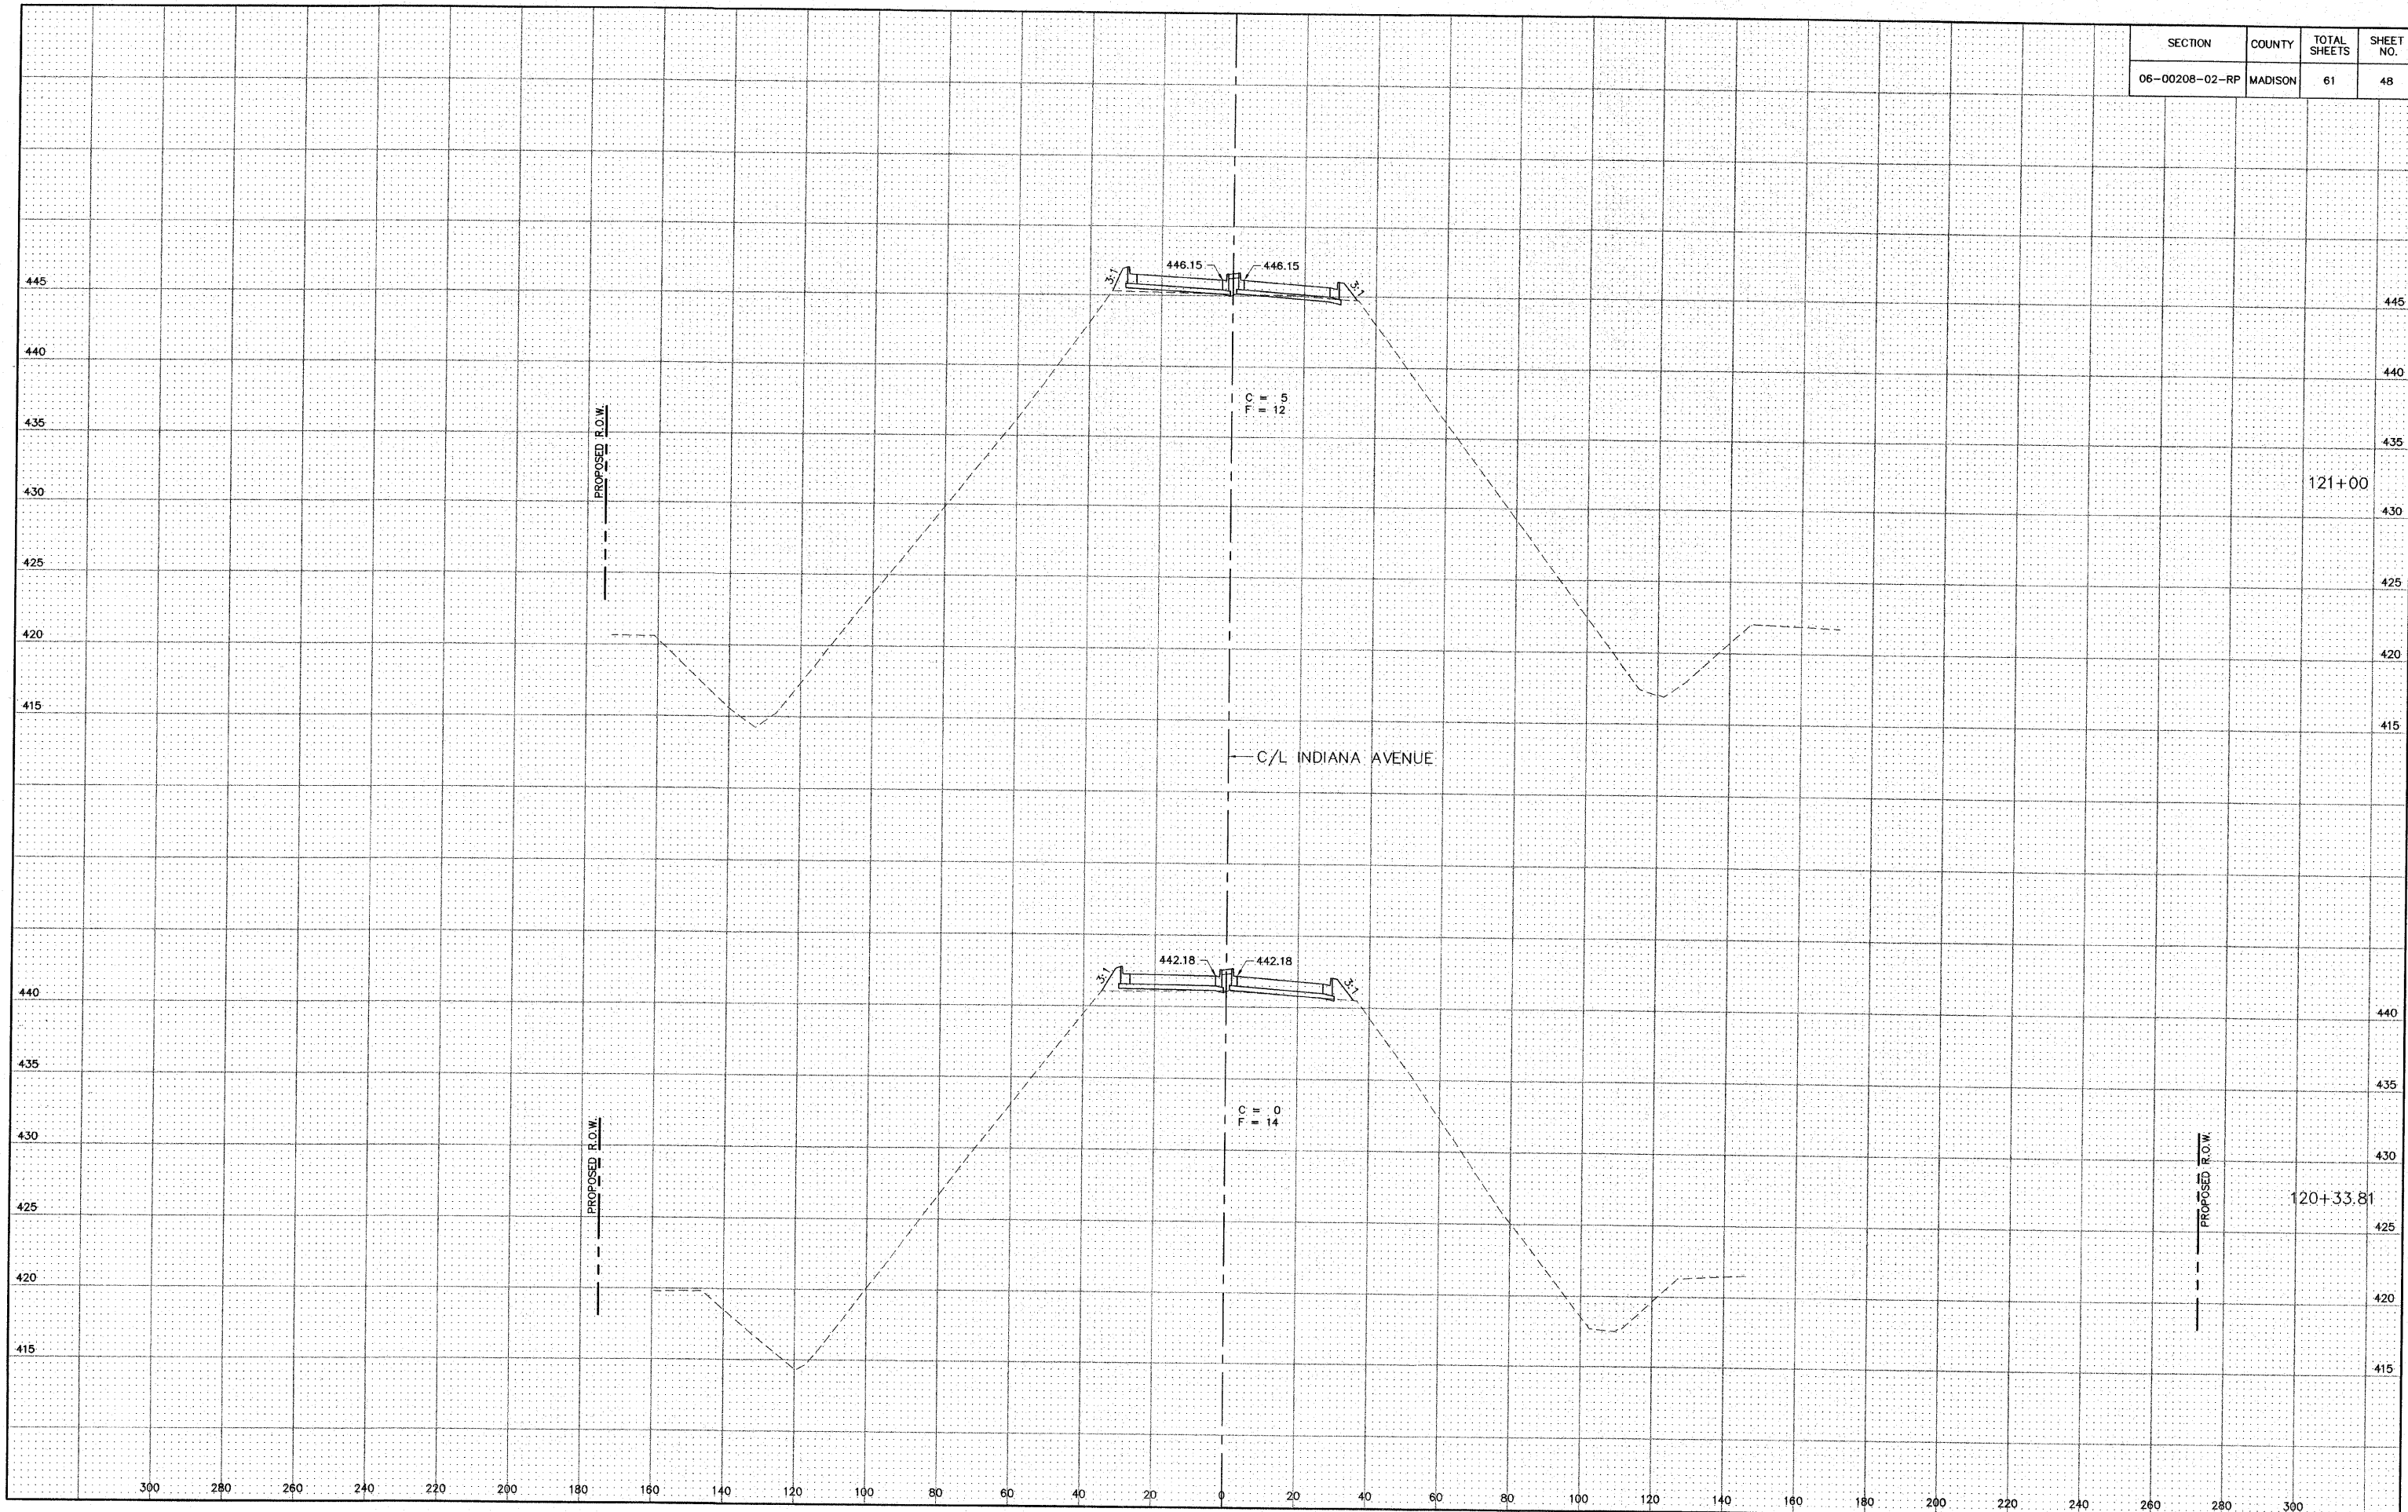 SECTION COUNTY TOTAL SHEETS SHEET NO.
06-00208-02-RP MADISON 61 48
3:1 446.15 446.15 3:1
445 445
440 440
C = 5
F = 12
435 435
PROPOSED R.O.W.
121+00
430 430
425 425
420 420
415 415
C/L INDIANA AVENUE
3:1 442.18 442.18 3:1
440 440
435 435
C = 0
F = 14
430 430
PROPOSED R.O.W. PROPOSED R.O.W.
120+33.81
425 425
420 420
415 415
300 280 260 240 220 200 180 160 140 120 100 80 60 40 20 0 20 40 60 80 100 120 140 160 180 200 220 240 260 280 300